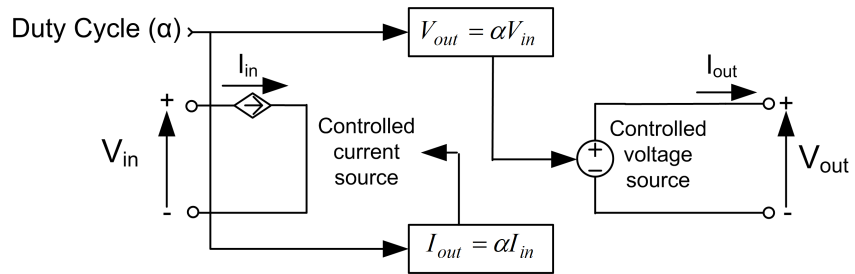 Duty Cycle (α)
V_out = αV_in
I_in
I_out
+
+
Controlled
current
source
+
−
Controlled
voltage
source
V_in
V_out
-
-
I_out = αI_in